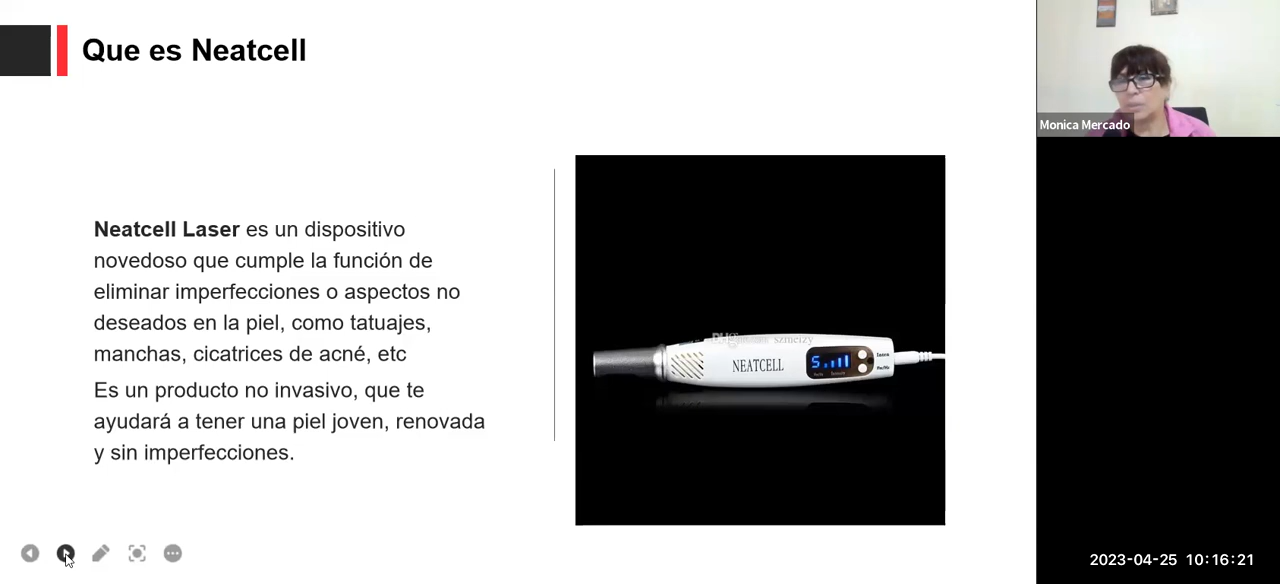 Que es Neatcell
Neatcell Laser es un dispositivo
novedoso que cumple la función de
eliminar imperfecciones o aspectos no
deseados en la piel, como tatuajes,
manchas, cicatrices de acné, etc
Es un producto no invasivo, que te
ayudará a tener una piel joven, renovada
y sin imperfecciones.
szmeizy
NEATCELL
5
Monica Mercado
2023-04-25 10:16:21